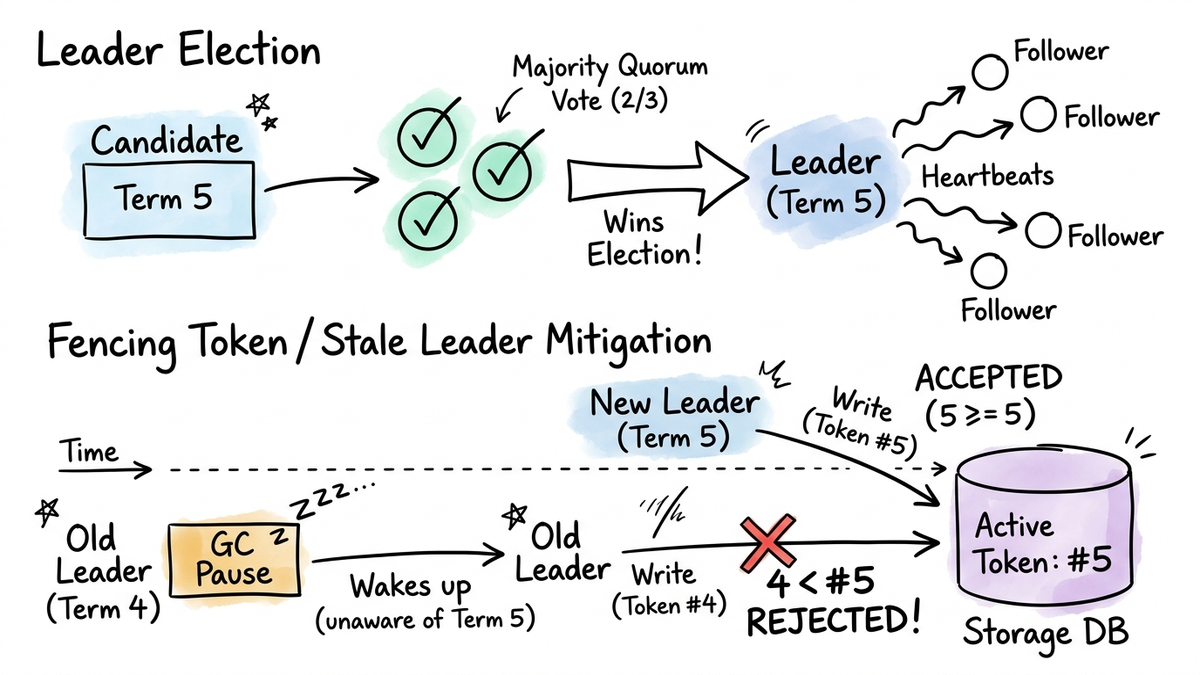 Leader Election
Candidate
Term 5
Majority Quorum
Vote (2/3)
Wins
Election!
Leader
(Term 5)
Heartbeats
Follower
Follower
Follower
Follower
Fencing Token / Stale Leader Mitigation
Time
New Leader
(Term 5)
Write
(Token #5)
ACCEPTED
(5 >= 5)
Old
Leader
(Term 4)
GC
Pause
z zzz...
Wakes up
(unaware of Term 5)
Old
Leader
Write
(Token #4)
4 < #5
REJECTED!
Active
Token: #5
Storage DB